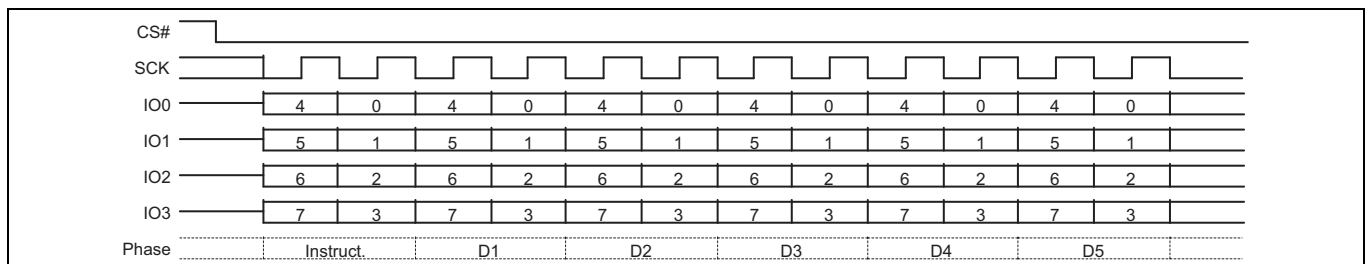 CS#
SCK
IO0 4 0 4 0 4 0 4 0 4 0 4 0
IO1 5 1 5 1 5 1 5 1 5 1 5 1
IO2 6 2 6 2 6 2 6 2 6 2 6 2
IO3 7 3 7 3 7 3 7 3 7 3 7 3
Phase Instruct. D1 D2 D3 D4 D5